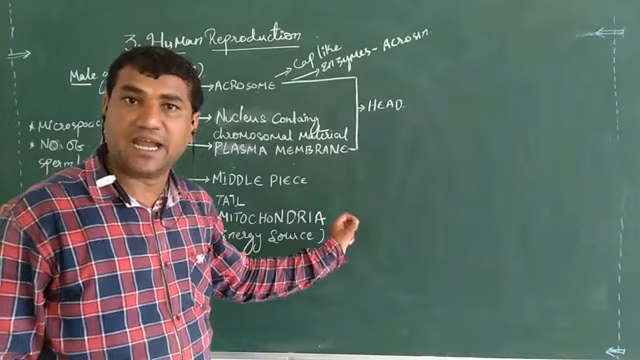 3. Human Reproduction
Male
Cap like
Enzymes - Acrosin
ACROSOME
HEAD
* Microspoc
Nucleus Containg
chromosomal Material
* NO. of
sperm
PLASMA MEMBRANE
MIDDLE PIECE
TAIL
MITOCHONDRIA
Energy Source)